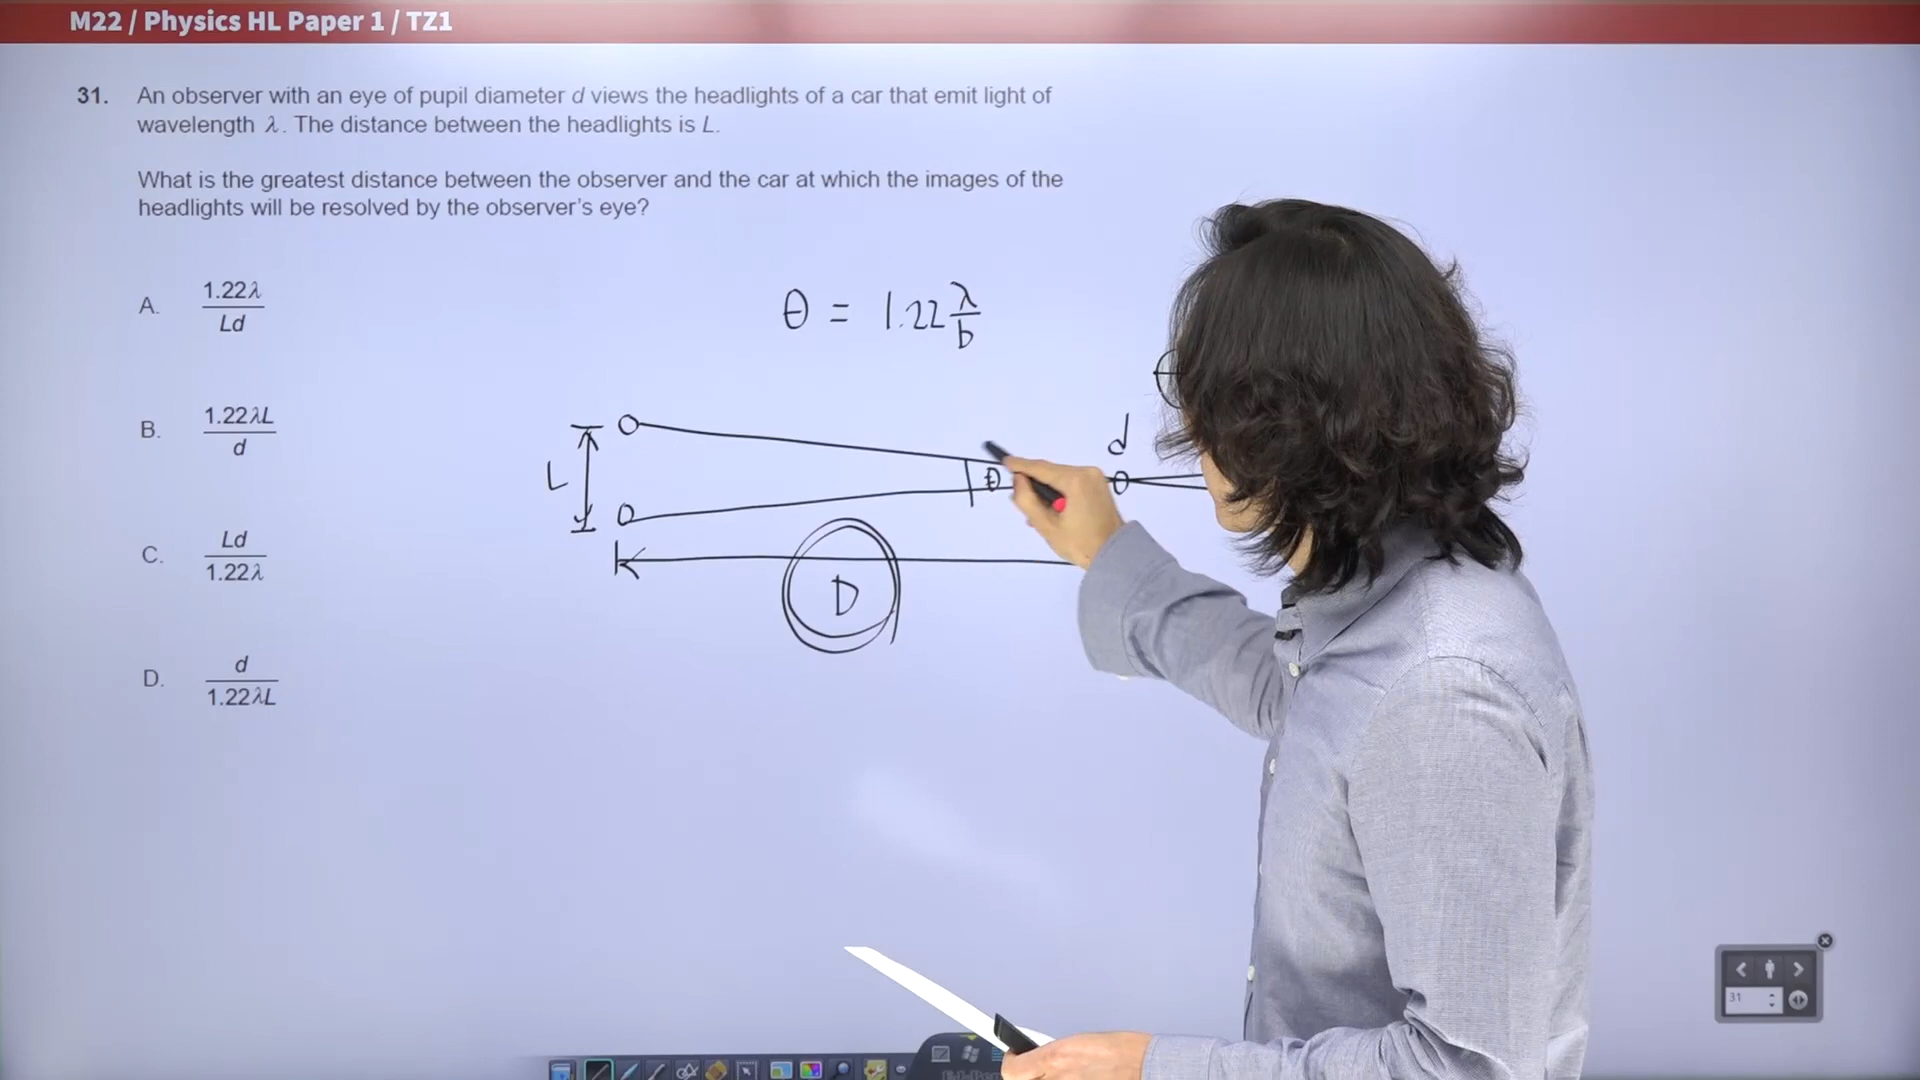 M22 / Physics HL Paper 1 / TZ1
31. An observer with an eye of pupil diameter d views the headlights of a car that emit light of
wavelength λ. The distance between the headlights is L.
What is the greatest distance between the observer and the car at which the images of the
headlights will be resolved by the observer's eye?
A. 1.22λ / Ld
B. 1.22λL / d
C. Ld / 1.22λ
D. d / 1.22λL
θ = 1.22 λ/b
d
L
θ
D
31